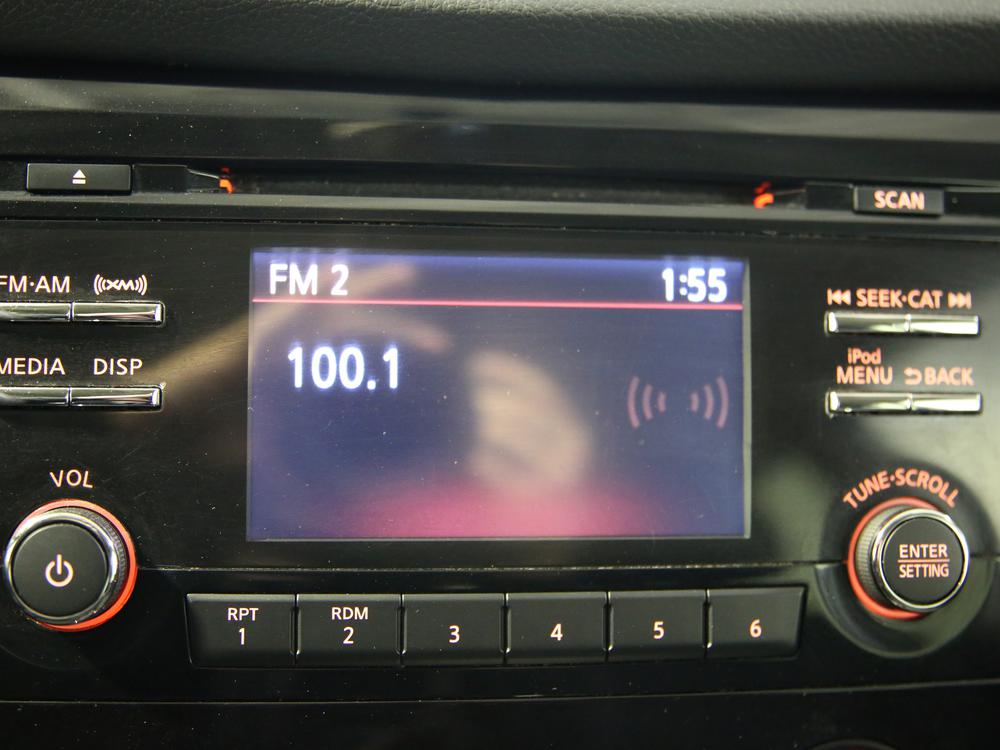 SCAN
FM·AM
XM
FM 2
1:55
SEEK·CAT
100.1
MEDIA
DISP
iPod
MENU
BACK
VOL
TUNE·SCROLL
ENTER
SETTING
RPT
1
RDM
2
3
4
5
6